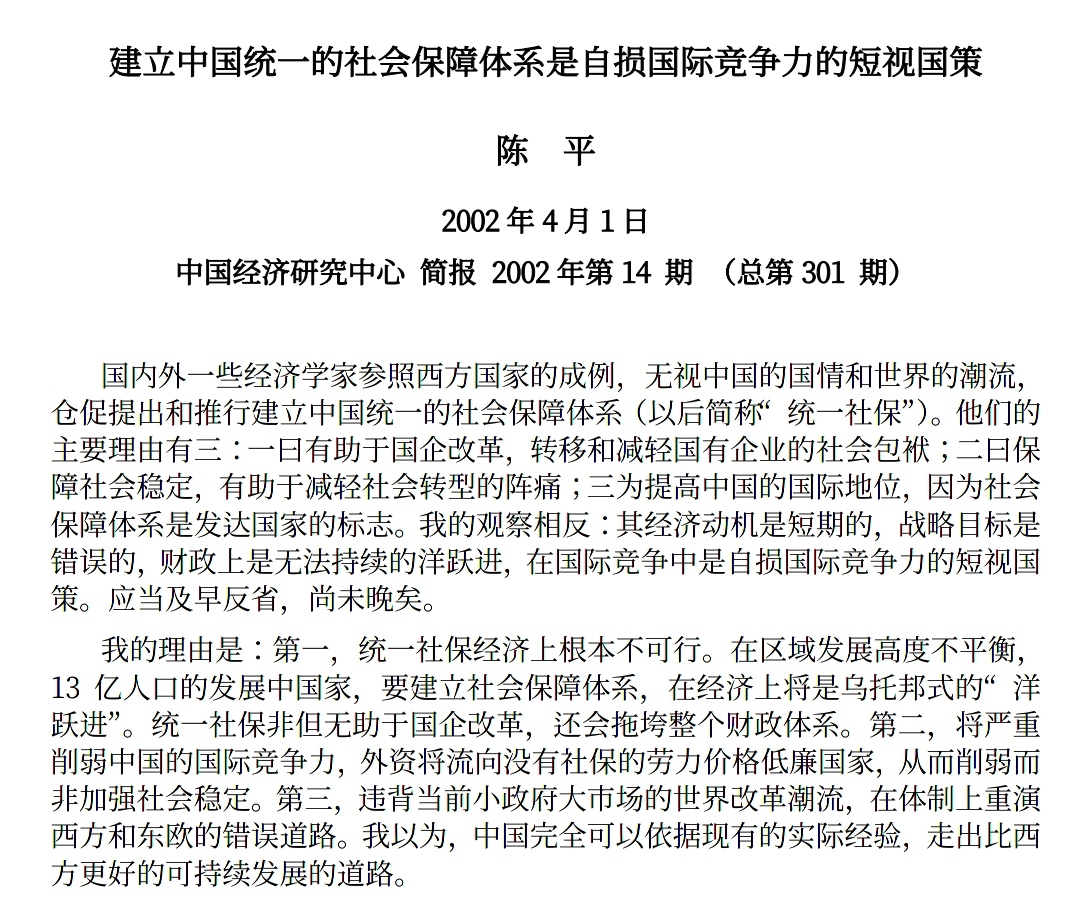 建立中国统一的社会保障体系是自损国际竞争力的短视国策
陈 平
2002 年 4 月 1 日
中国经济研究中心 简报 2002 年第 14 期 （总第 301 期）
国内外一些经济学家参照西方国家的成例，无视中国的国情和世界的潮流，
仓促提出和推行建立中国统一的社会保障体系（以后简称“ 统一社保”）。他们的
主要理由有三：一曰有助于国企改革，转移和减轻国有企业的社会包袱；二曰保
障社会稳定，有助于减轻社会转型的阵痛；三为提高中国的国际地位，因为社会
保障体系是发达国家的标志。我的观察相反：其经济动机是短期的，战略目标是
错误的，财政上是无法持续的洋跃进，在国际竞争中是自损国际竞争力的短视国
策。应当及早反省，尚未晚矣。
我的理由是：第一，统一社保经济上根本不可行。在区域发展高度不平衡，
13 亿人口的发展中国家，要建立社会保障体系，在经济上将是乌托邦式的“ 洋
跃进”。统一社保非但无助于国企改革，还会拖垮整个财政体系。第二，将严重
削弱中国的国际竞争力，外资将流向没有社保的劳力价格低廉国家，从而削弱而
非加强社会稳定。第三，违背当前小政府大市场的世界改革潮流，在体制上重演
西方和东欧的错误道路。我以为，中国完全可以依据现有的实际经验，走出比西
方更好的可持续发展的道路。